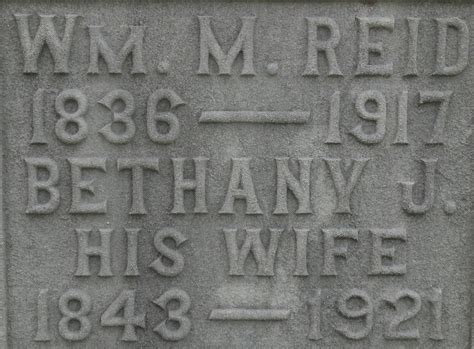 WM. M. REID
1836 — 1917
BETHANY J.
HIS WIFE
1843 — 1921